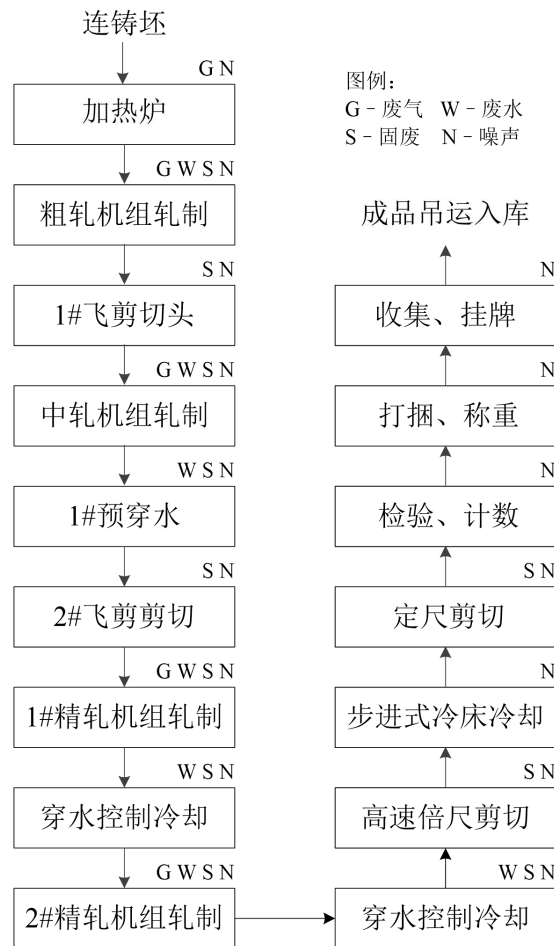 连铸坯
G N
加热炉
G W S N
粗轧机组轧制
S N
1#飞剪切头
G W S N
中轧机组轧制
W S N
1#预穿水
S N
2#飞剪剪切
G W S N
1#精轧机组轧制
W S N
穿水控制冷却
G W S N
2#精轧机组轧制
图例：
G－废气 W－废水
S－固废 N－噪声
成品吊运入库
N
收集、挂牌
N
打捆、称重
N
检验、计数
S N
定尺剪切
N
步进式冷床冷却
S N
高速倍尺剪切
W S N
穿水控制冷却